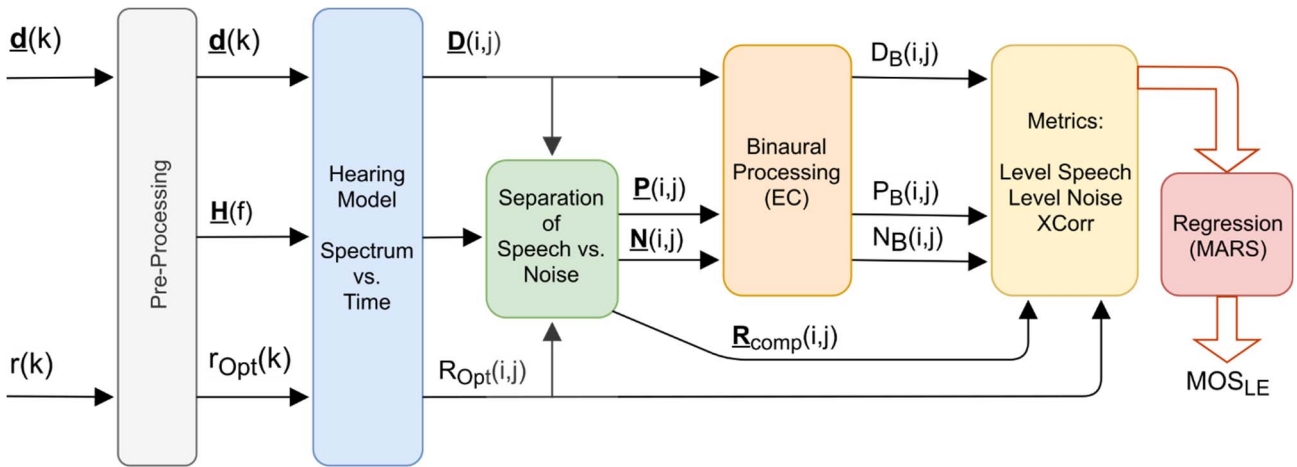 d(k)
r(k)
Pre-Processing
d(k)
H(f)
rOpt(k)
Hearing
Model
Spectrum
vs.
Time
D(i,j)
ROpt(i,j)
Separation
of
Speech vs.
Noise
P(i,j)
N(i,j)
Rcomp(i,j)
Binaural
Processing
(EC)
DB(i,j)
PB(i,j)
NB(i,j)
Metrics:
Level Speech
Level Noise
XCorr
Regression
(MARS)
MOSLE